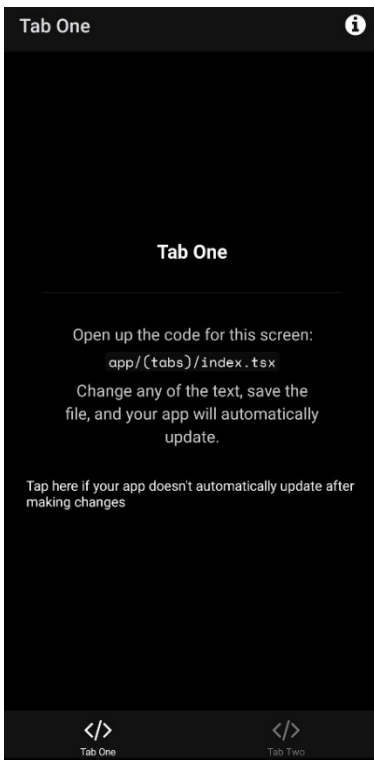 Tab One
Tab One
Open up the code for this screen:
app/(tabs)/index.tsx
Change any of the text, save the
file, and your app will automatically
update.
Tap here if your app doesn't automatically update after
making changes
</> </>
Tab One Tab Two